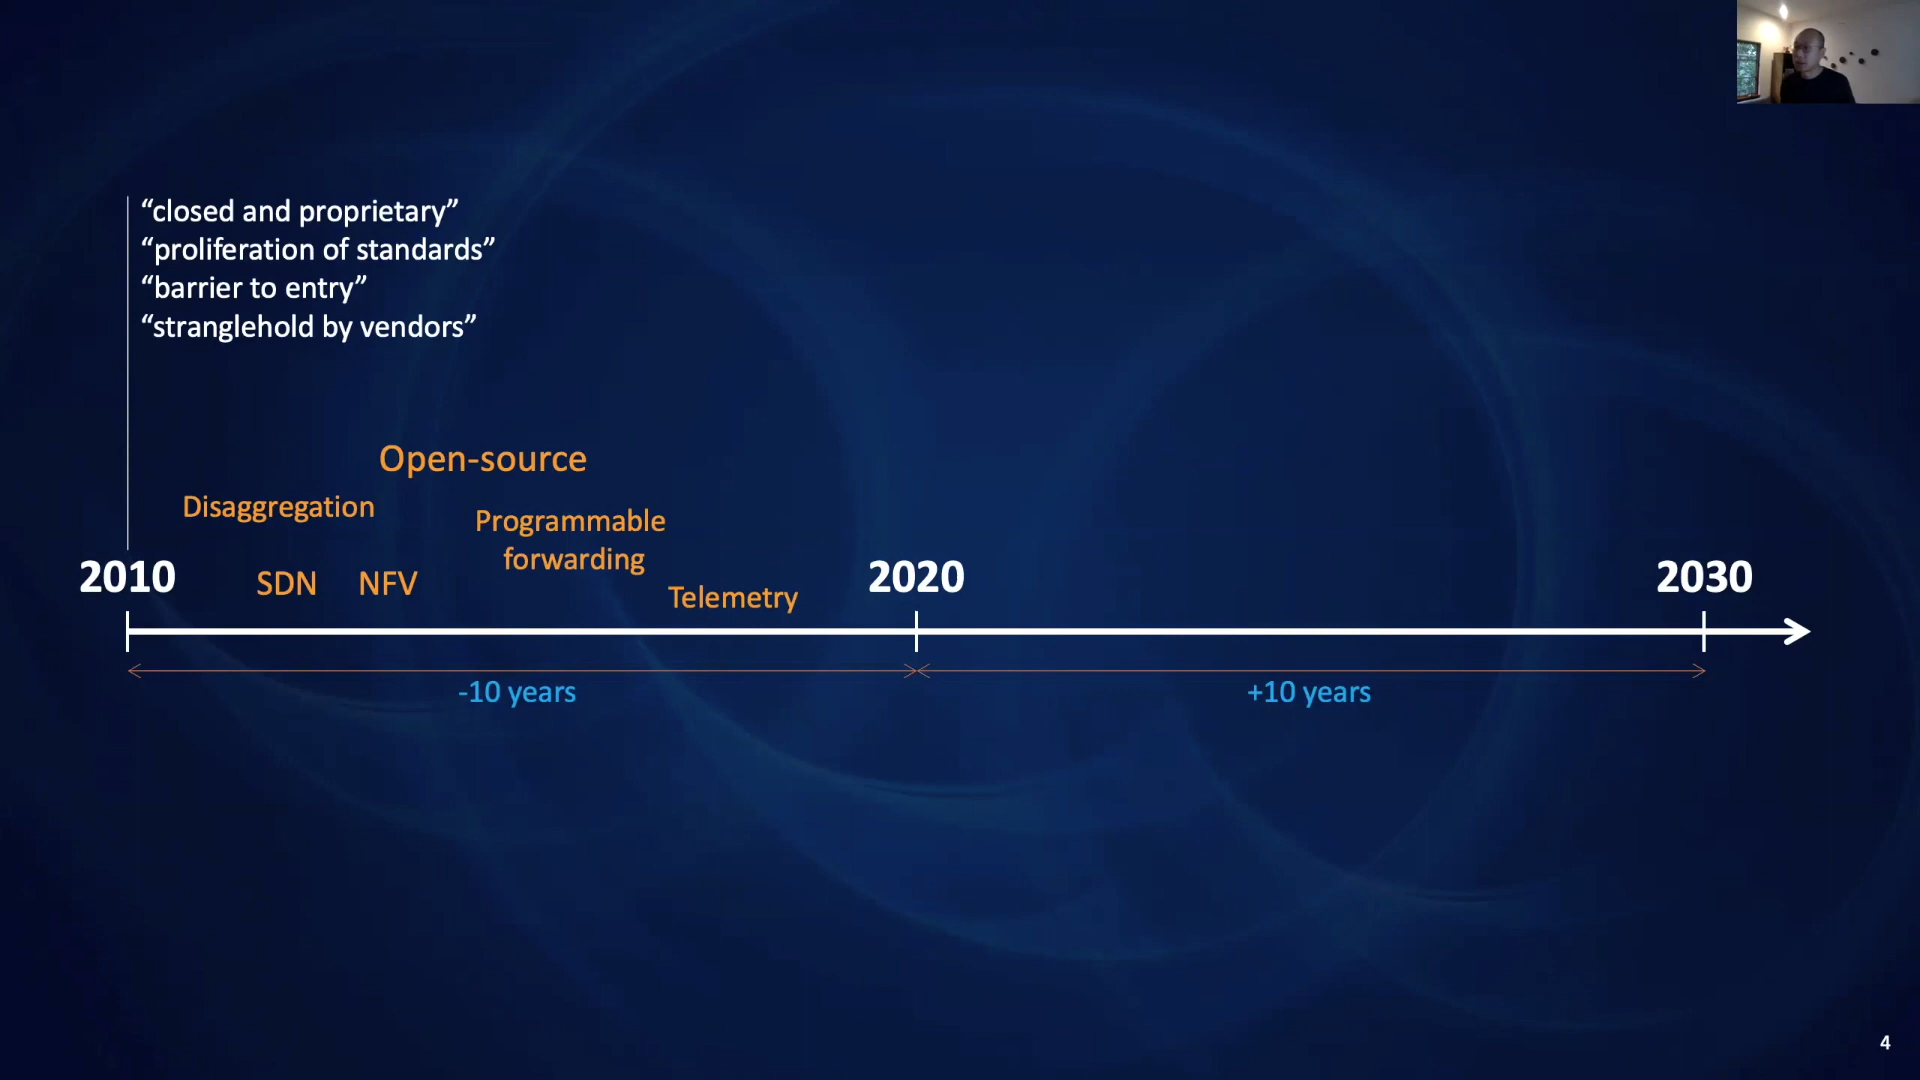 “closed and proprietary”
“proliferation of standards”
“barrier to entry”
“stranglehold by vendors”
Open-source
Disaggregation
Programmable
forwarding
SDN NFV
Telemetry
2010 2020 2030
-10 years +10 years
4